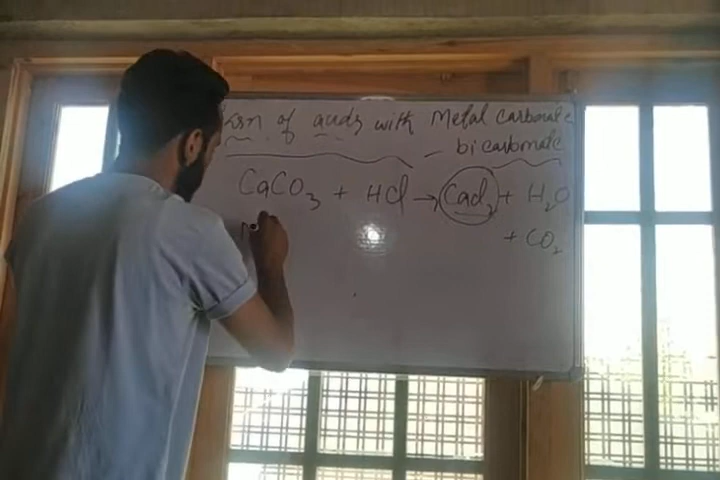 of acids with Metal carbonate
bicarbonate
CaCO3 + HCl → CaCl2 + H2O
+ CO2